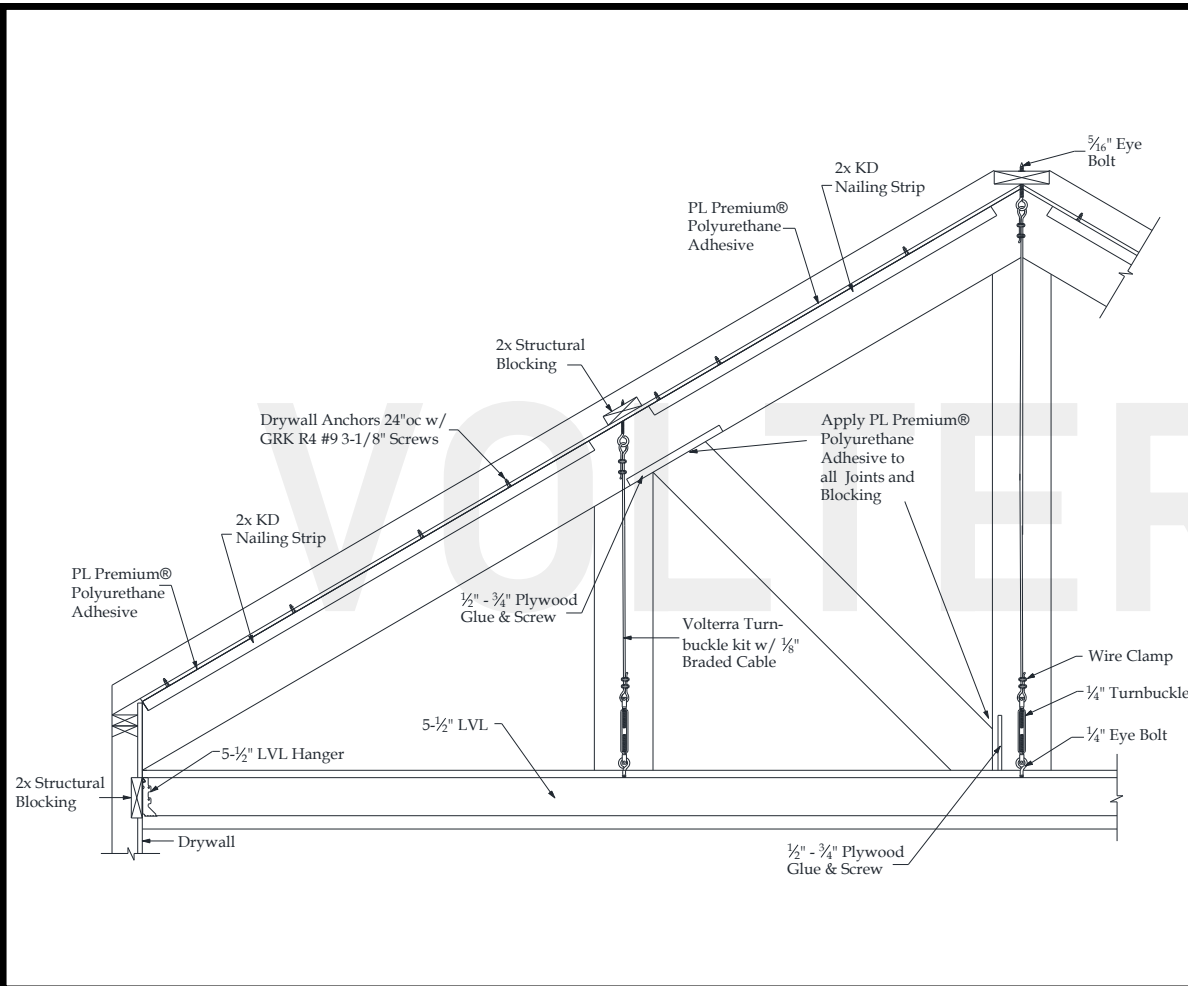 5⁄16" Eye
Bolt
2x KD
Nailing Strip
PL Premium®
Polyurethane
Adhesive
2x Structural
Blocking
Drywall Anchors 24"oc w/
GRK R4 #9 3-1/8" Screws
Apply PL Premium®
Polyurethane
Adhesive to
all Joints and
Blocking
2x KD
Nailing Strip
PL Premium®
Polyurethane
Adhesive
½" - ¾" Plywood
Glue & Screw
Volterra Turn-
buckle kit w/ ⅛"
Braded Cable
Wire Clamp
¼" Turnbuckle
¼" Eye Bolt
5-½" LVL
5-½" LVL Hanger
2x Structural
Blocking
Drywall
½" - ¾" Plywood
Glue & Screw
VOLTER